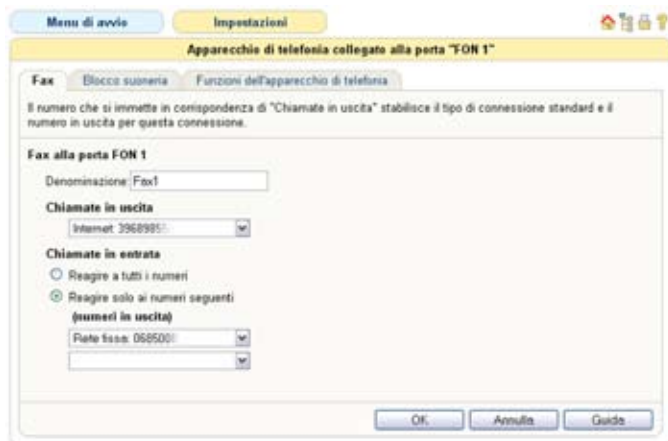 Menu di avvio Impostazioni
Apparecchio di telefonia collegato alla porta "FON 1"
Fax Blocco suoneria Funzioni dell'apparecchio di telefonia
Il numero che si immette in corrispondenza di "Chiamate in uscita" stabilisce il tipo di connessione standard e il
numero in uscita per questa connessione.
Fax alla porta FON 1
Denominazione: Fax1
Chiamate in uscita
Internet: 3968985
Chiamate in entrata
Reagire a tutti i numeri
Reagire solo ai numeri seguenti
(numeri in uscita)
Rete fissa: 068500
OK Annulla Guida